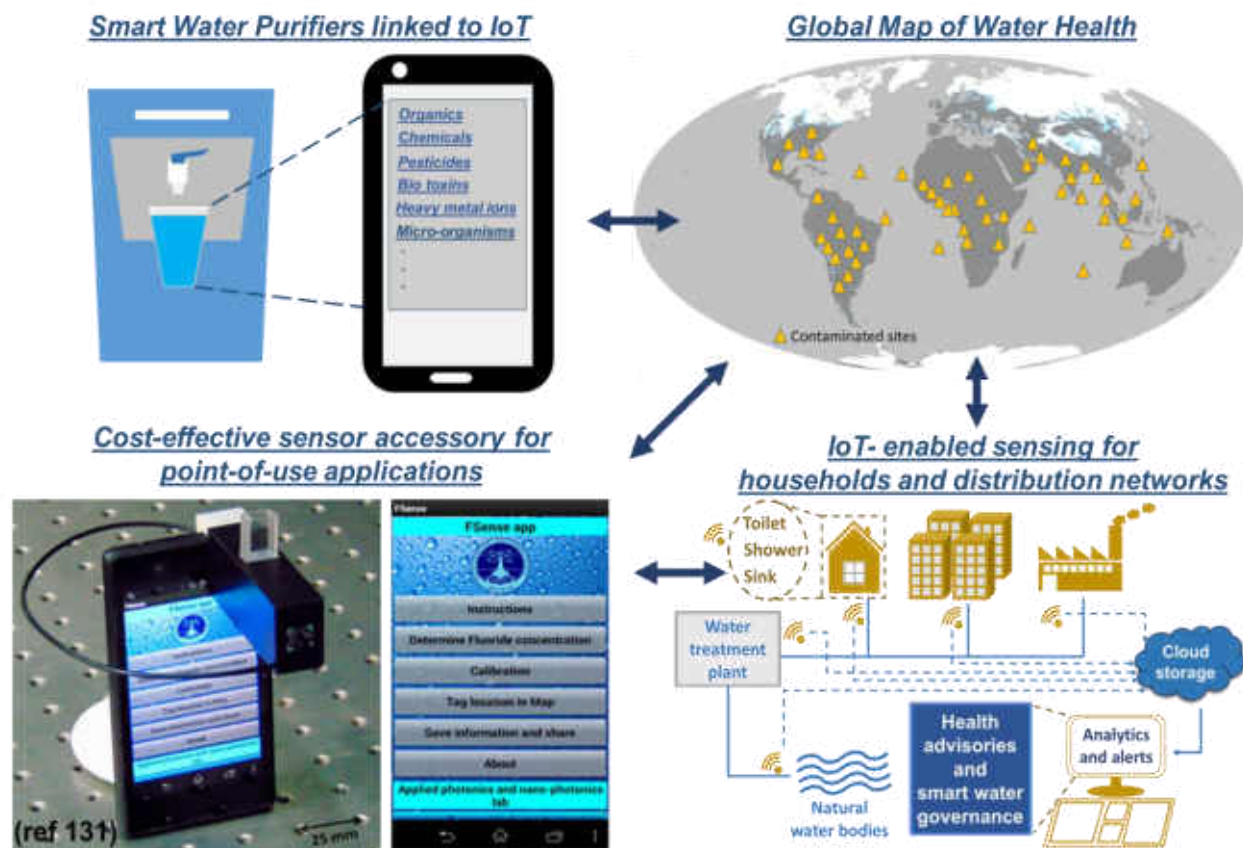 Smart Water Purifiers linked to IoT
Organics
Chemicals
Pesticides
Bio toxins
Heavy metal ions
Micro-organisms
Global Map of Water Health
Contaminated sites
Cost-effective sensor accessory for
point-of-use applications
FSense app
(ref 131)
25 mm
FSense
FSense app
Instructions
Determine Fluoride concentration
Calibration
Tag location in Map
Save information and share
About
Applied photonics and nano-photonics
lab
IoT- enabled sensing for
households and distribution networks
Toilet
Shower
Sink
Water
treatment
plant
Cloud
storage
Health
advisories
and
smart water
governance
Analytics
and alerts
Natural
water bodies